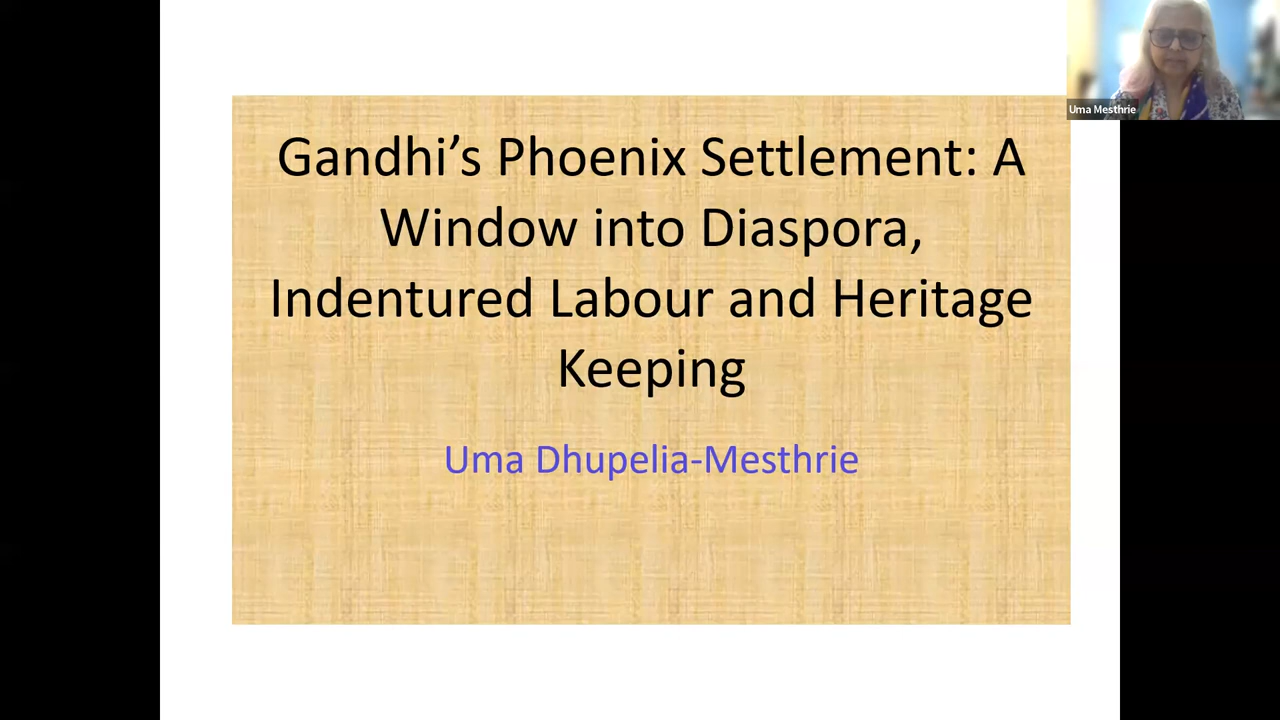 Gandhi’s Phoenix Settlement: A
Window into Diaspora,
Indentured Labour and Heritage
Keeping
Uma Dhupelia-Mesthrie
Uma Mesthrie